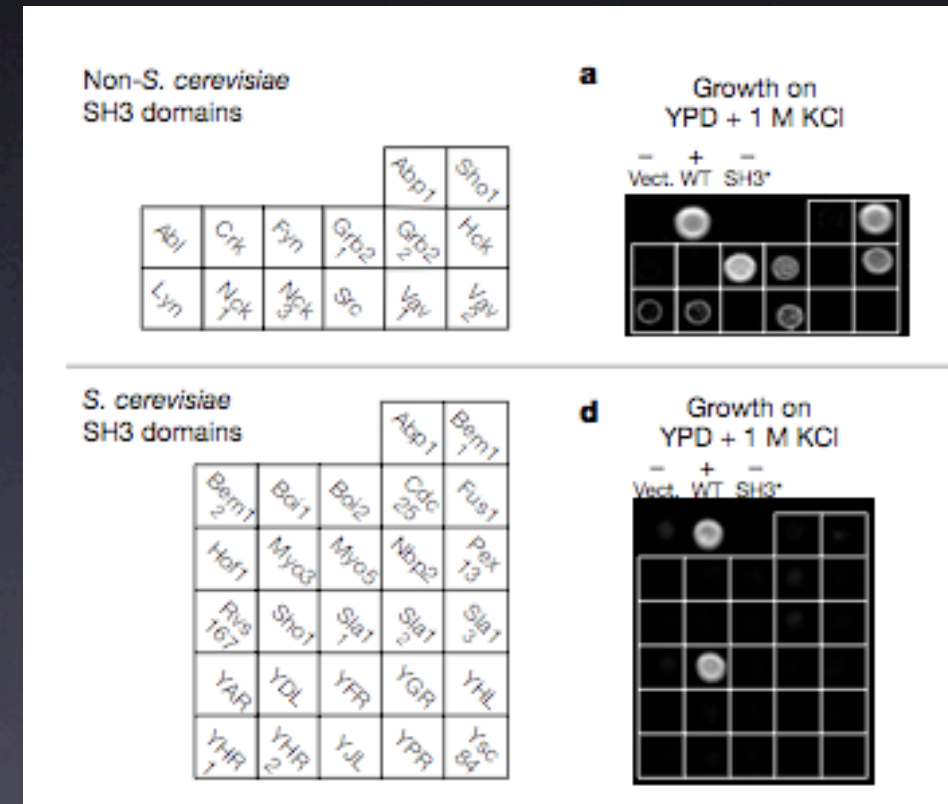 Non-S. cerevisiae
SH3 domains
Abp1 Sho1
Abl Crk Fyn Grb2 1 Grb2 2 Hck
Lyn Nck 1 Nck 3 Src Vav 1 Vav 2
a
Growth on
YPD + 1 M KCl
– + –
Vect. WT SH3*
S. cerevisiae
SH3 domains
Abp1 Bem1 1
Bem1 2 Boi1 Boi2 Cdc 25 Fus1
Hof1 Myo3 Myo5 Nbp2 Pex 13
Rvs 167 Sho1 Sla1 1 Sla1 2 Sla1 3
YAR YDL YFR YGR YHL
YHR 1 YHR 2 YJL YPR Ysc 84
d
Growth on
YPD + 1 M KCl
– + –
Vect. WT SH3*